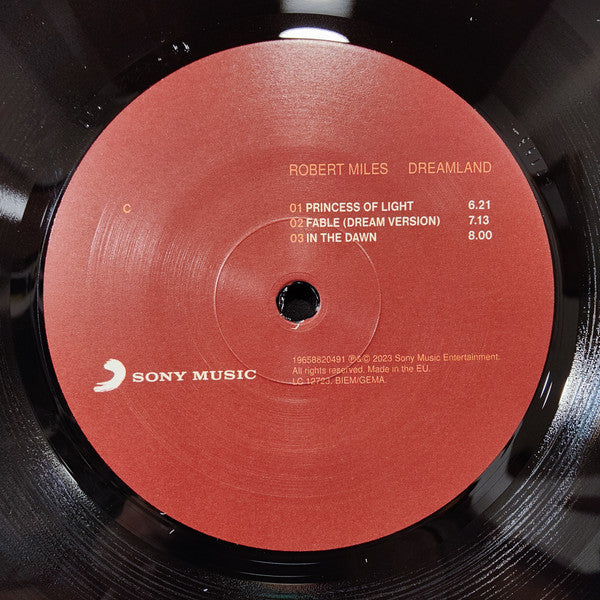 ROBERT MILES DREAMLAND
C
01 PRINCESS OF LIGHT 6.21
02 FABLE (DREAM VERSION) 7.13
03 IN THE DAWN 8.00
19658820491 ℗&© 2023 Sony Music Entertainment.
All rights reserved. Made in the EU.
LC 12723. BIEM/GEMA.
SONY MUSIC